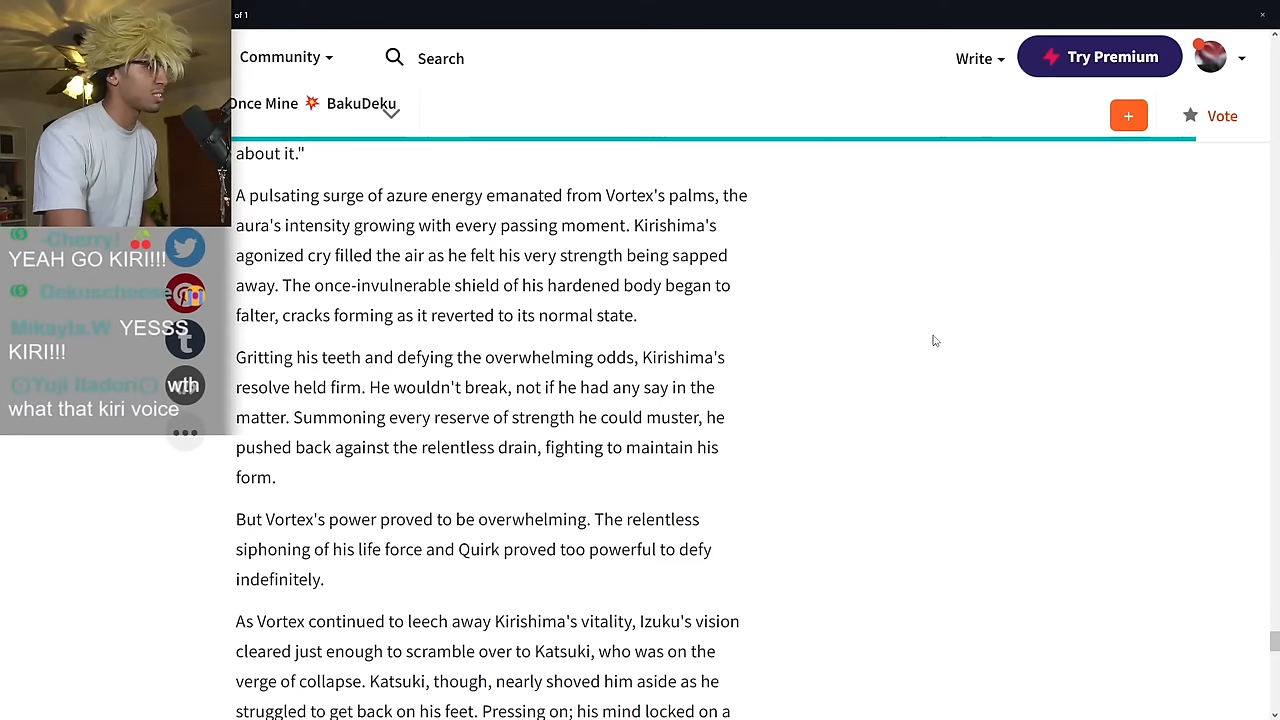 of 1
×
Community
Search
Write
Try Premium
Once Mine 💥 BakuDeku
+
Vote
about it."
A pulsating surge of azure energy emanated from Vortex's palms, the
aura's intensity growing with every passing moment. Kirishima's
agonized cry filled the air as he felt his very strength being sapped
away. The once-invulnerable shield of his hardened body began to
falter, cracks forming as it reverted to its normal state.
Gritting his teeth and defying the overwhelming odds, Kirishima's
resolve held firm. He wouldn't break, not if he had any say in the
matter. Summoning every reserve of strength he could muster, he
pushed back against the relentless drain, fighting to maintain his
form.
But Vortex's power proved to be overwhelming. The relentless
siphoning of his life force and Quirk proved too powerful to defy
indefinitely.
As Vortex continued to leech away Kirishima's vitality, Izuku's vision
cleared just enough to scramble over to Katsuki, who was on the
verge of collapse. Katsuki, though, nearly shoved him aside as he
struggled to get back on his feet. Pressing on; his mind locked on a
-Cherry! 🍒
YEAH GO KIRI!!!
Dekuscheese 😭
Mikayla.W YESSS
KIRI!!!
Yuji Itadori wth
what that kiri voice